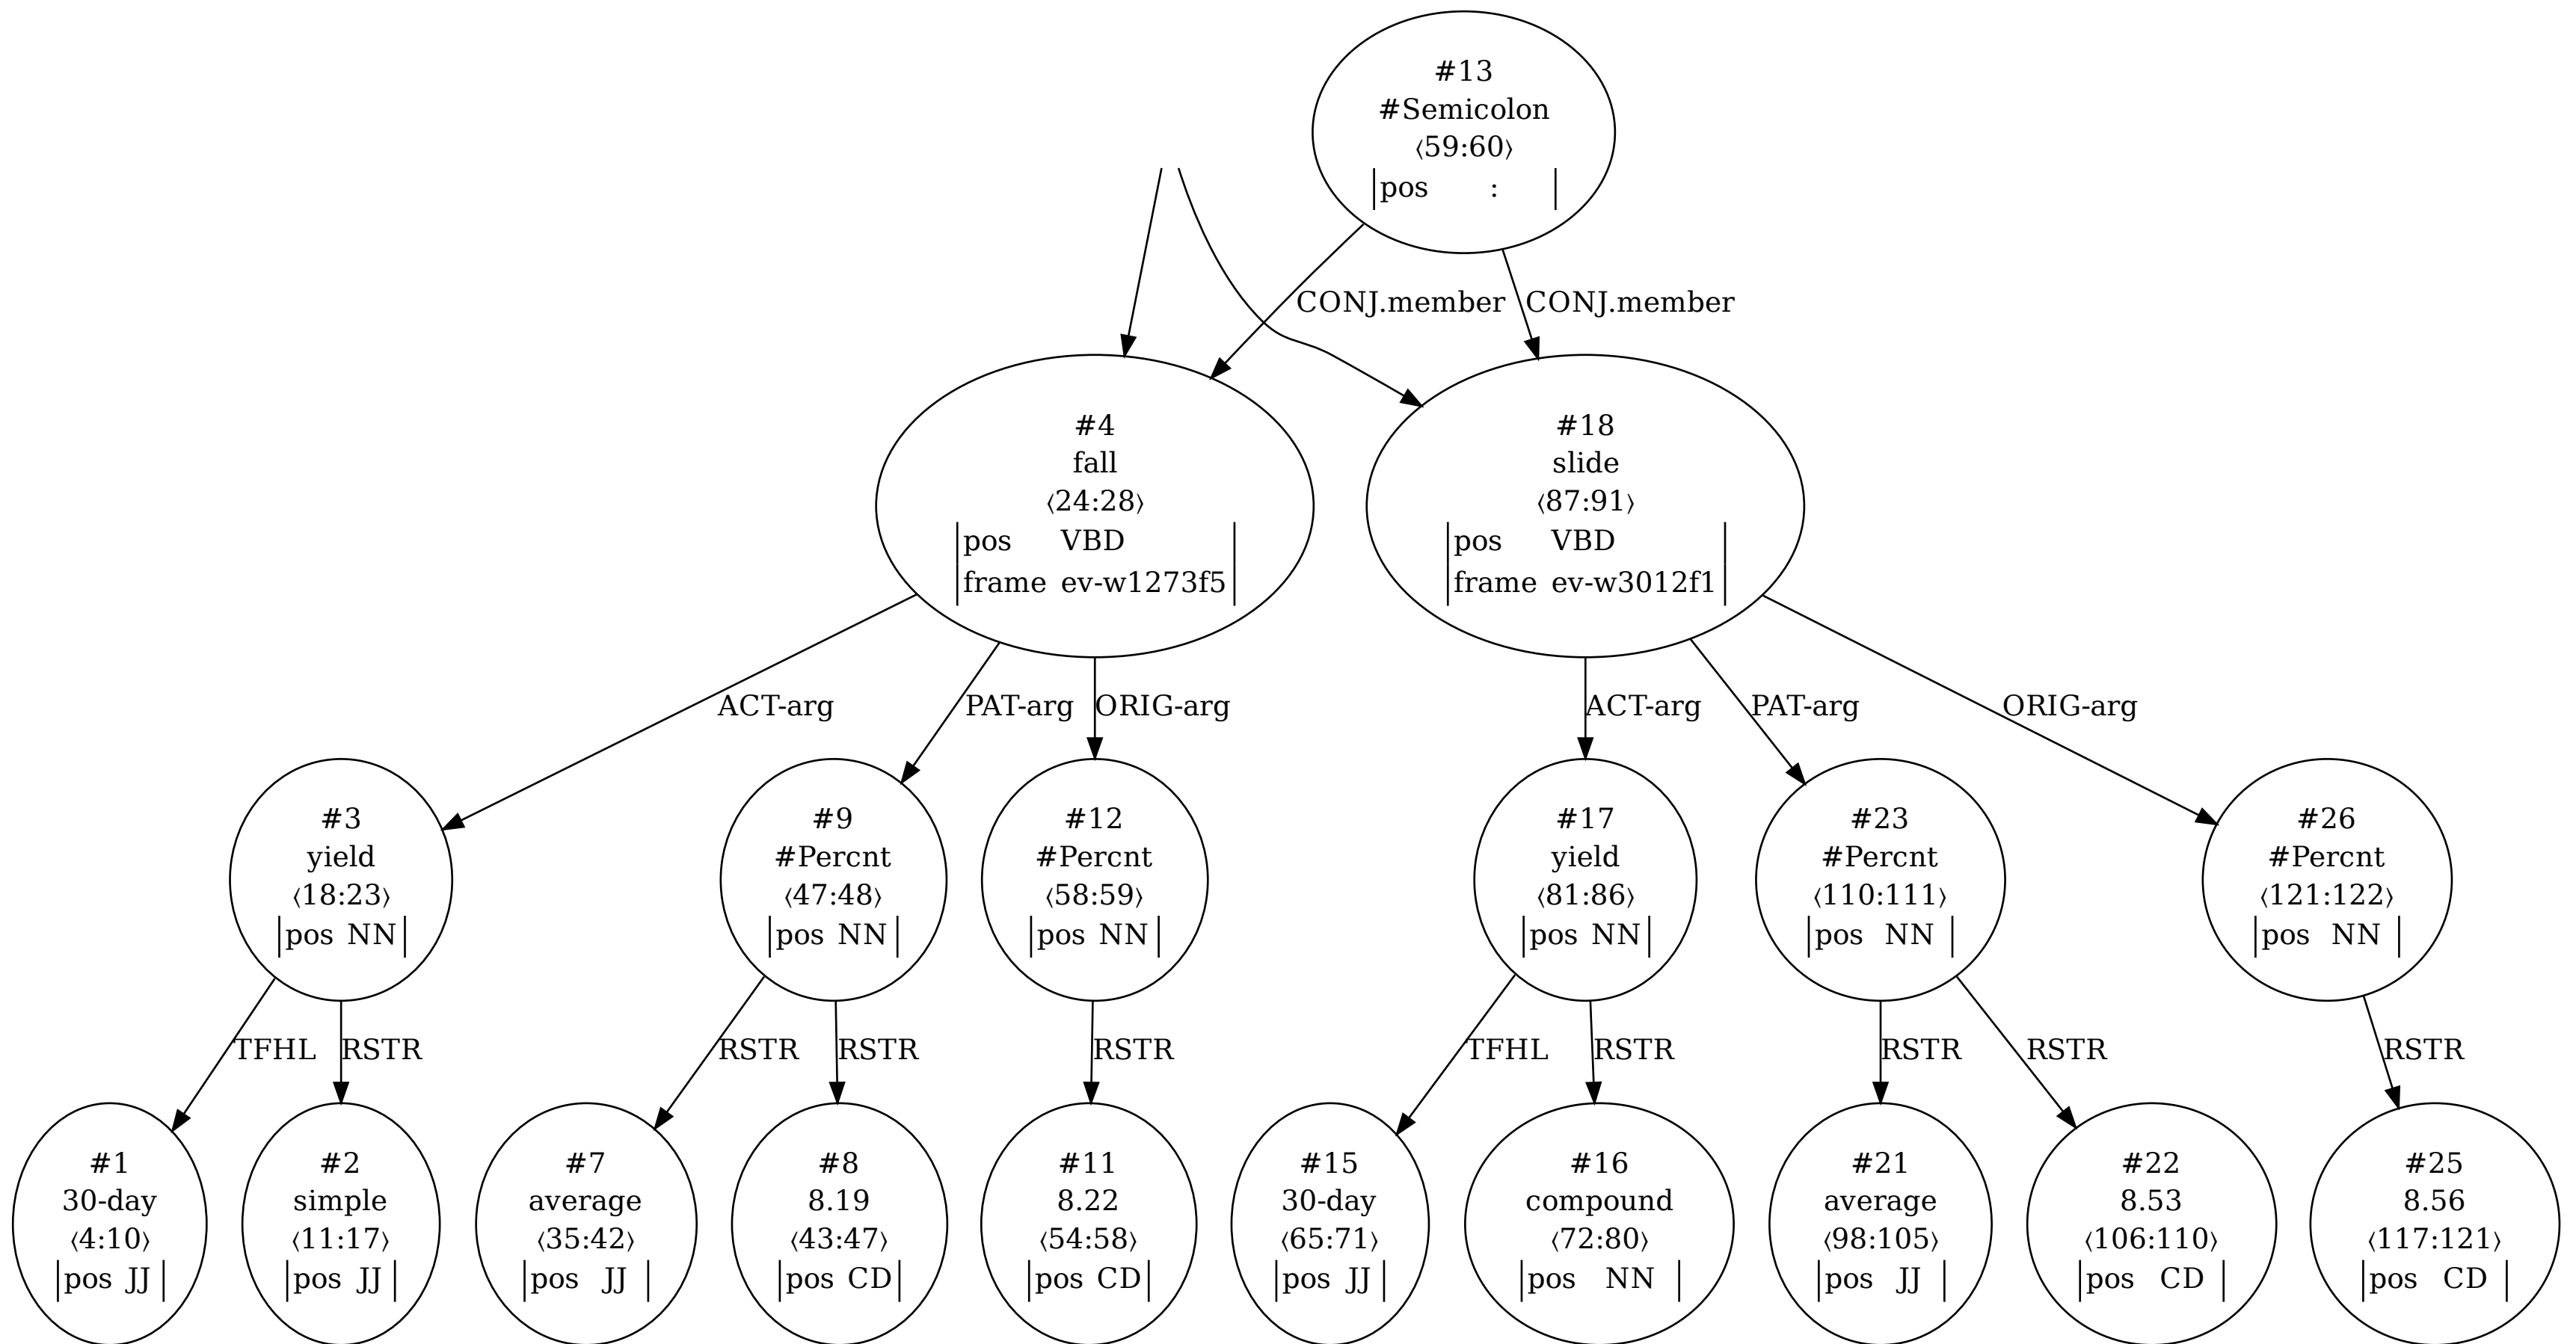 #13
#Semicolon
⟨59:60⟩
pos :
CONJ.member CONJ.member
#4
fall
⟨24:28⟩
pos VBD
frame ev-w1273f5
#18
slide
⟨87:91⟩
pos VBD
frame ev-w3012f1
ACT-arg PAT-arg ORIG-arg ACT-arg PAT-arg ORIG-arg
#3
yield
⟨18:23⟩
pos NN
#9
#Percnt
⟨47:48⟩
pos NN
#12
#Percnt
⟨58:59⟩
pos NN
#17
yield
⟨81:86⟩
pos NN
#23
#Percnt
⟨110:111⟩
pos NN
#26
#Percnt
⟨121:122⟩
pos NN
TFHL RSTR RSTR RSTR RSTR TFHL RSTR RSTR RSTR RSTR
#1
30-day
⟨4:10⟩
pos JJ
#2
simple
⟨11:17⟩
pos JJ
#7
average
⟨35:42⟩
pos JJ
#8
8.19
⟨43:47⟩
pos CD
#11
8.22
⟨54:58⟩
pos CD
#15
30-day
⟨65:71⟩
pos JJ
#16
compound
⟨72:80⟩
pos NN
#21
average
⟨98:105⟩
pos JJ
#22
8.53
⟨106:110⟩
pos CD
#25
8.56
⟨117:121⟩
pos CD